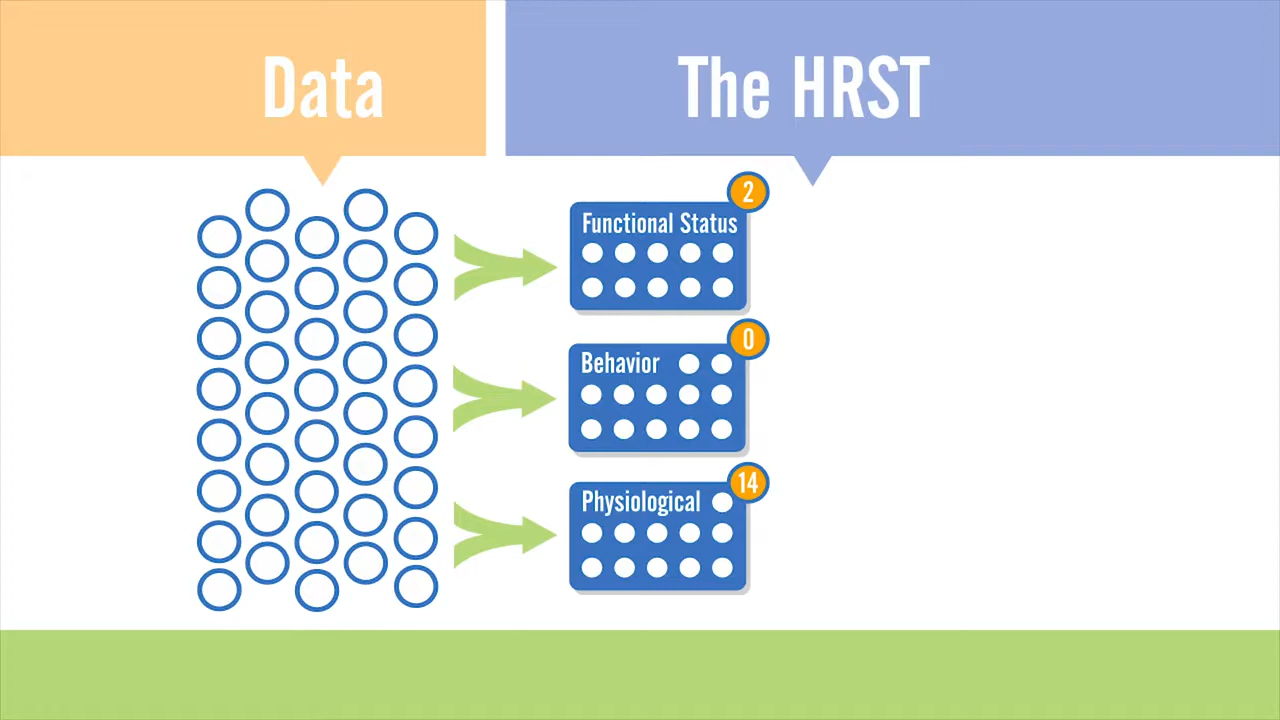 Data
The HRST
2
Functional Status
0
Behavior
14
Physiological